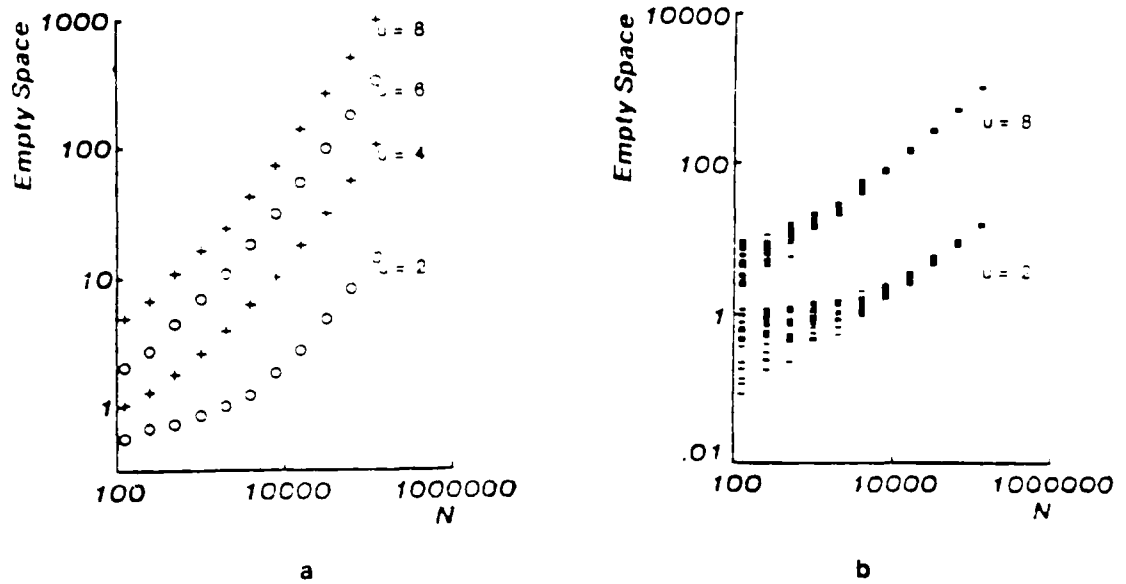 Empty Space
1000
100
10
1
100
10000
1000000
N
u = 8
u = 6
u = 4
u = 2
a
Empty Space
10000
100
1
.01
100
10000
1000000
N
u = 8
u = 2
b